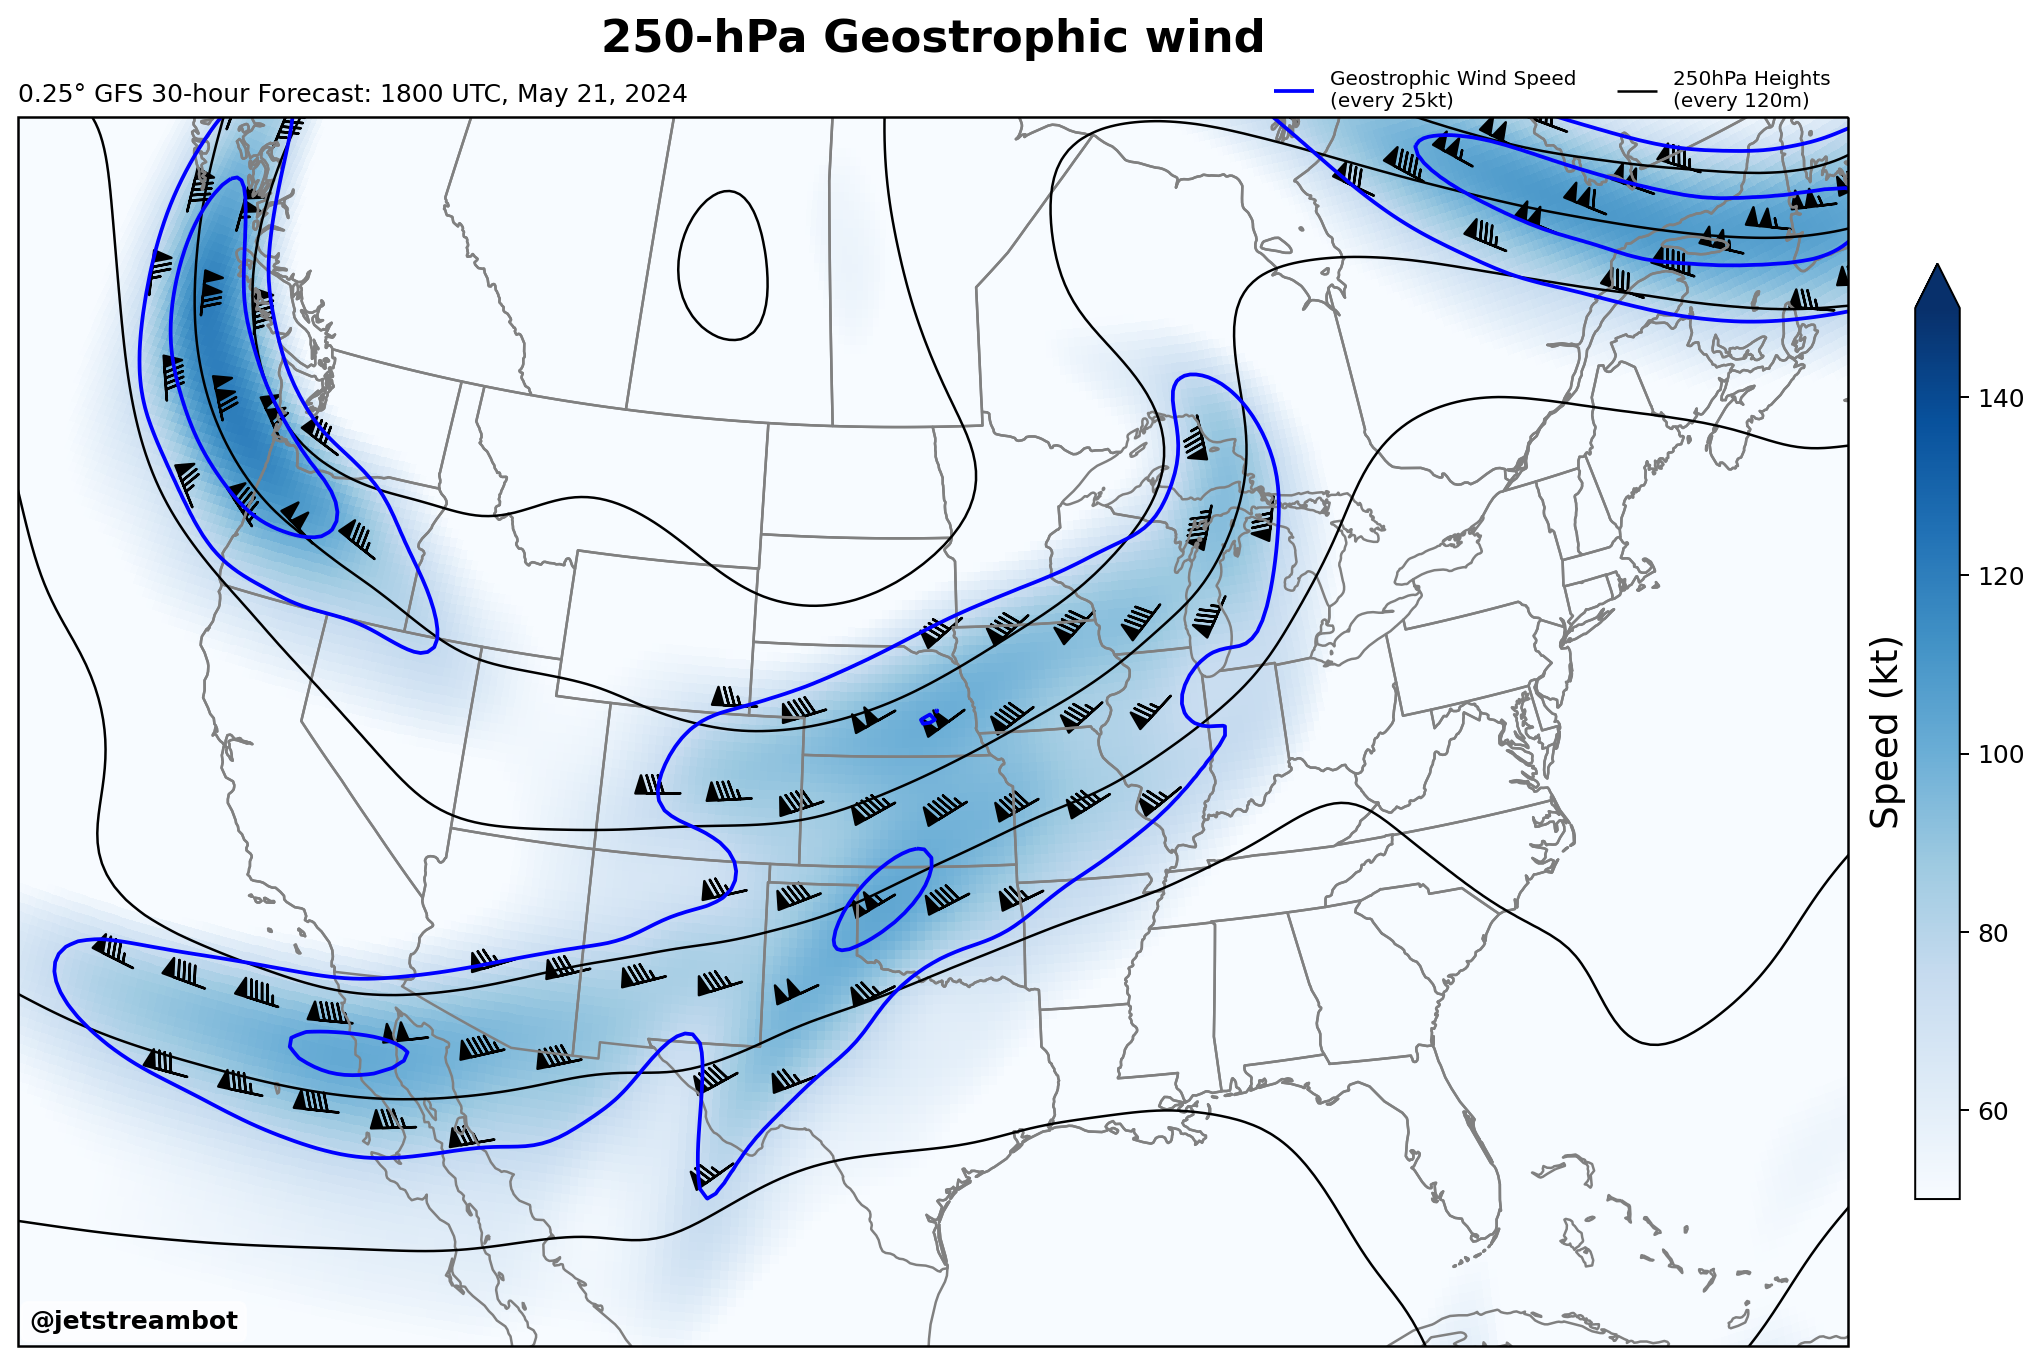 250-hPa Geostrophic wind
0.25° GFS 30-hour Forecast: 1800 UTC, May 21, 2024
Geostrophic Wind Speed
(every 25kt)
250hPa Heights
(every 120m)
140
120
100
80
60
Speed (kt)
@jetstreambot